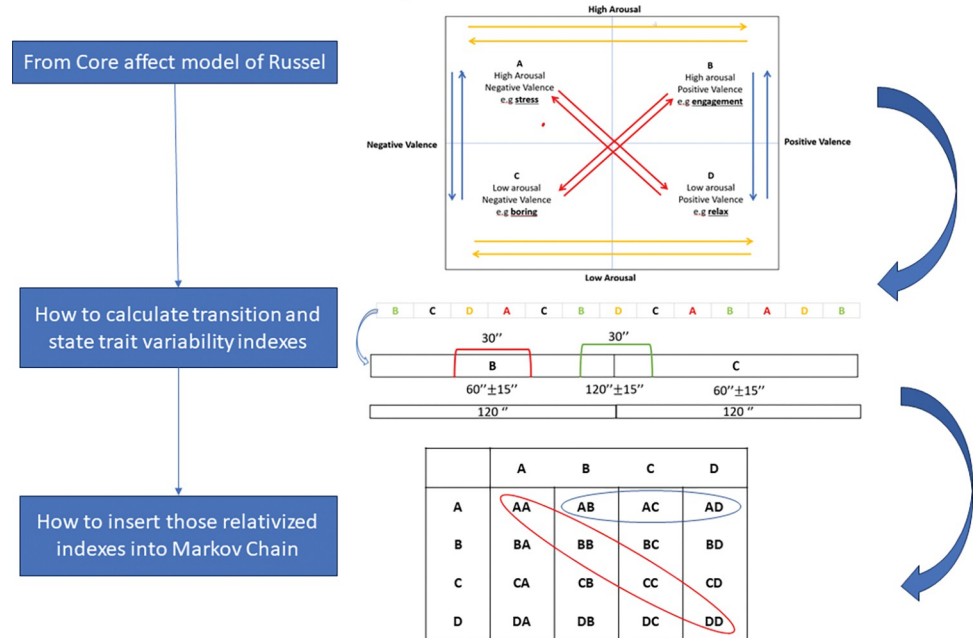 High Arousal
From Core affect model of Russel
A
High Arousal
Negative Valence
e.g stress
B
High arousal
Positive Valence
e.g engagement
Negative Valence
Positive Valence
C
Low arousal
Negative Valence
e.g boring
D
Low arousal
Positive Valence
e.g relax
Low Arousal
How to calculate transition and
state trait variability indexes
B C D A C B D C A B A D B
30’’ 30’’
B C
60’’±15’’ 120’’±15’’ 60’’±15’’
120 ’’ 120 ’’
How to insert those relativized
indexes into Markov Chain
A B C D
A AA AB AC AD
B BA BB BC BD
C CA CB CC CD
D DA DB DC DD